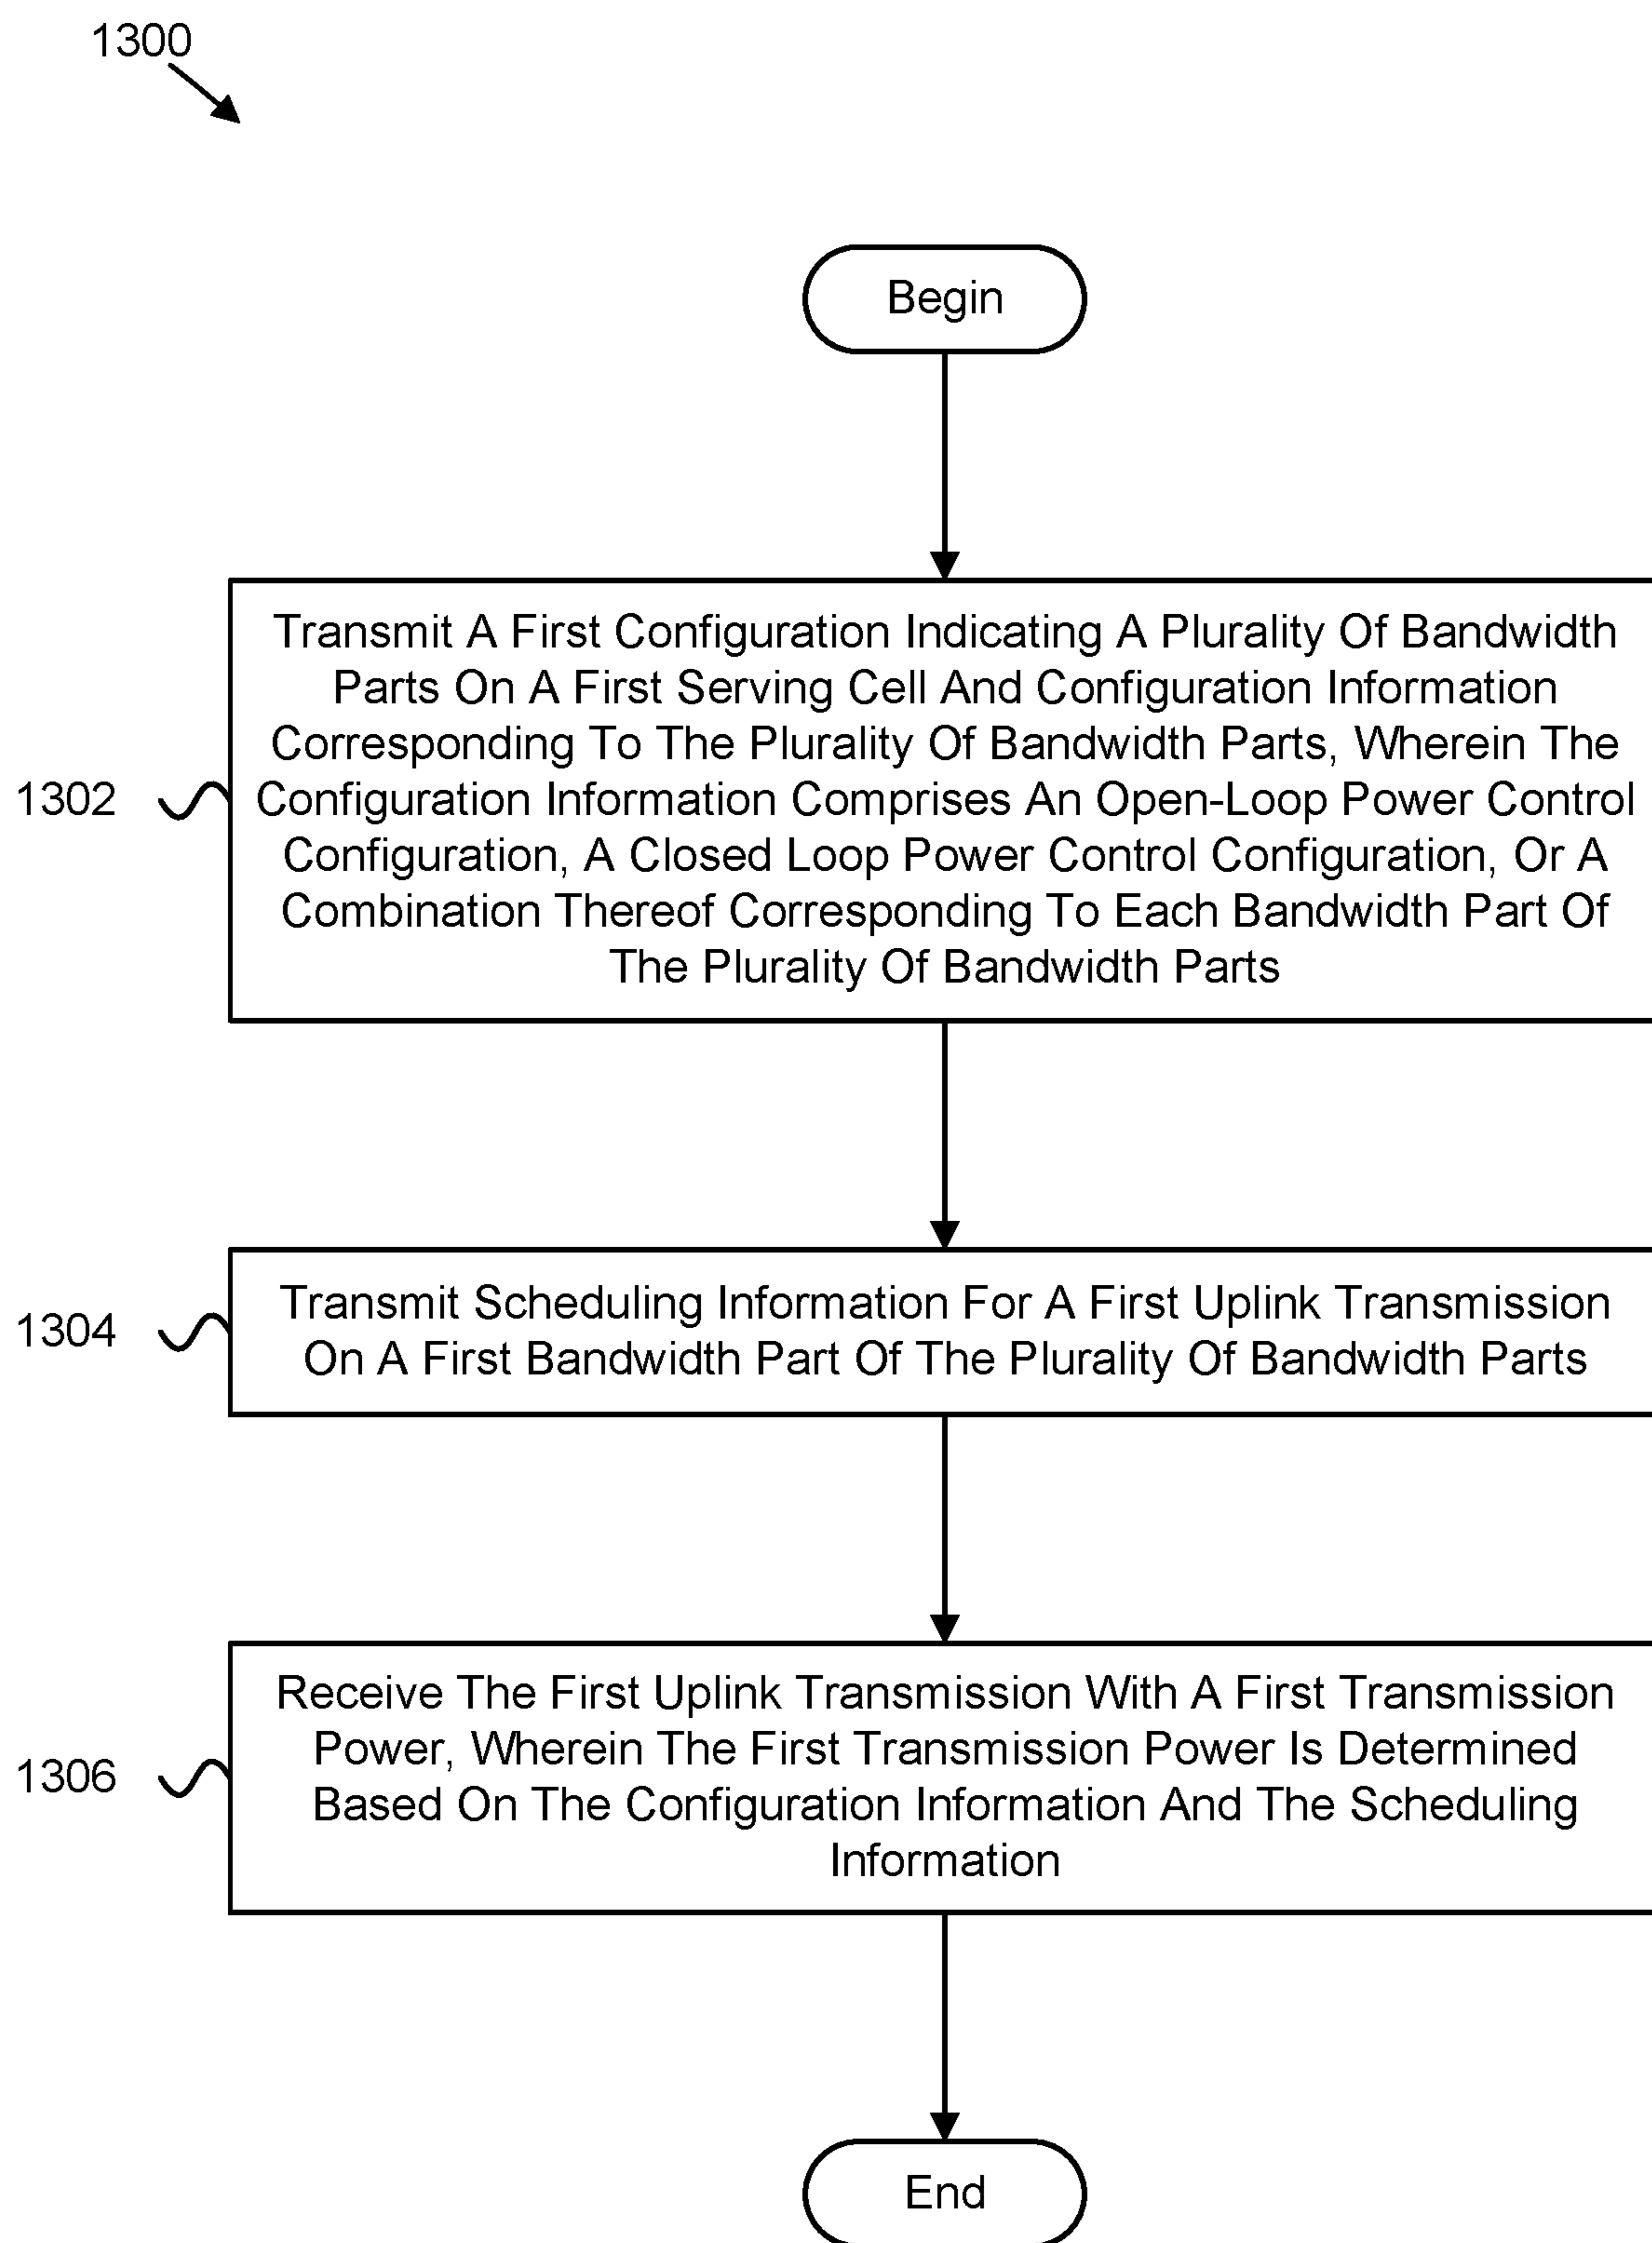 1300
Begin
1302
Transmit A First Configuration Indicating A Plurality Of Bandwidth
Parts On A First Serving Cell And Configuration Information
Corresponding To The Plurality Of Bandwidth Parts, Wherein The
Configuration Information Comprises An Open-Loop Power Control
Configuration, A Closed Loop Power Control Configuration, Or A
Combination Thereof Corresponding To Each Bandwidth Part Of
The Plurality Of Bandwidth Parts
1304
Transmit Scheduling Information For A First Uplink Transmission
On A First Bandwidth Part Of The Plurality Of Bandwidth Parts
1306
Receive The First Uplink Transmission With A First Transmission
Power, Wherein The First Transmission Power Is Determined
Based On The Configuration Information And The Scheduling
Information
End